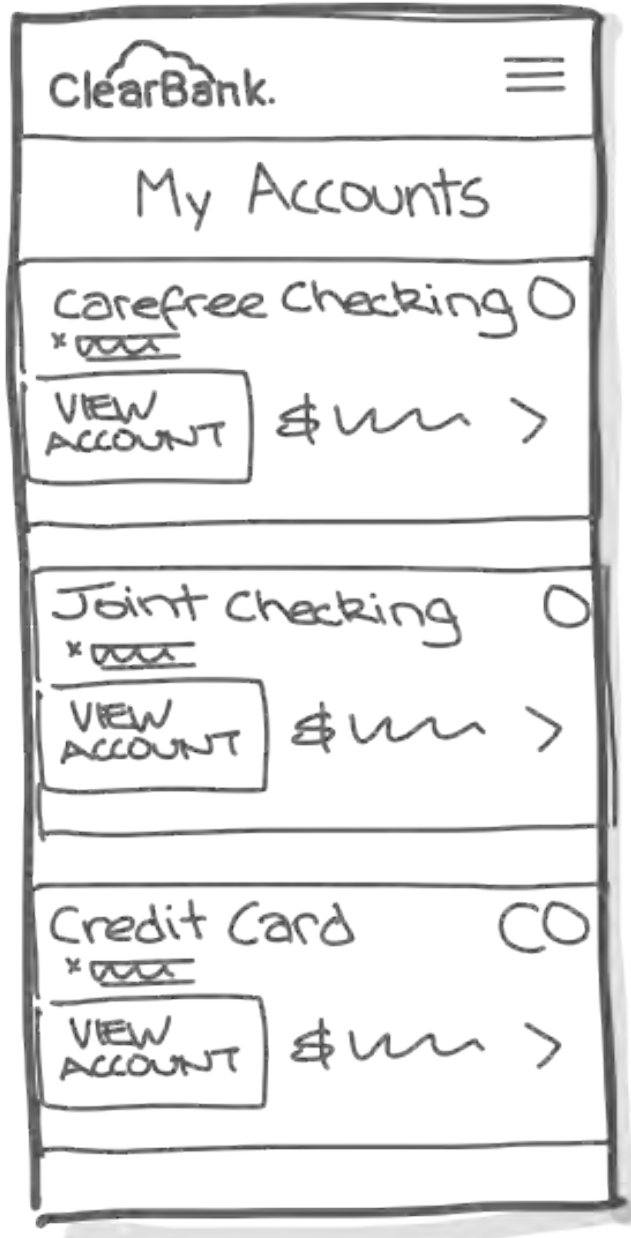 ClearBank.
My Accounts
Carefree Checking
x
VIEW
ACCOUNT
$
>
Joint Checking
x
VIEW
ACCOUNT
$
>
Credit Card
x
VIEW
ACCOUNT
$
>